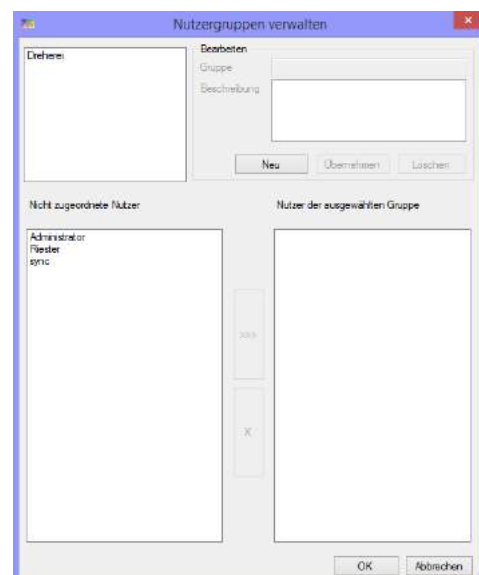 Nutzergruppen verwalten
x
Dreherei
Bearbeiten
Gruppe
Beschreibung
Neu
Übernehmen
Löschen
Nicht zugeordnete Nutzer
Nutzer der ausgewählten Gruppe
Administrator
Riester
sync
>>>
X
OK
Abbrechen